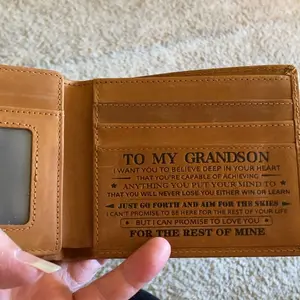 TO MY GRANDSON
I WANT YOU TO BELIEVE DEEP IN YOUR HEART
THAT YOU'RE CAPABLE OF ACHIEVING
ANYTHING YOU PUT YOUR MIND TO
THAT YOU WILL NEVER LOSE YOU EITHER WIN OR LEARN
JUST GO FORTH AND AIM FOR THE SKIES
I CAN'T PROMISE TO BE HERE FOR THE REST OF YOUR LIFE
BUT I CAN PROMISE TO LOVE YOU
FOR THE REST OF MINE